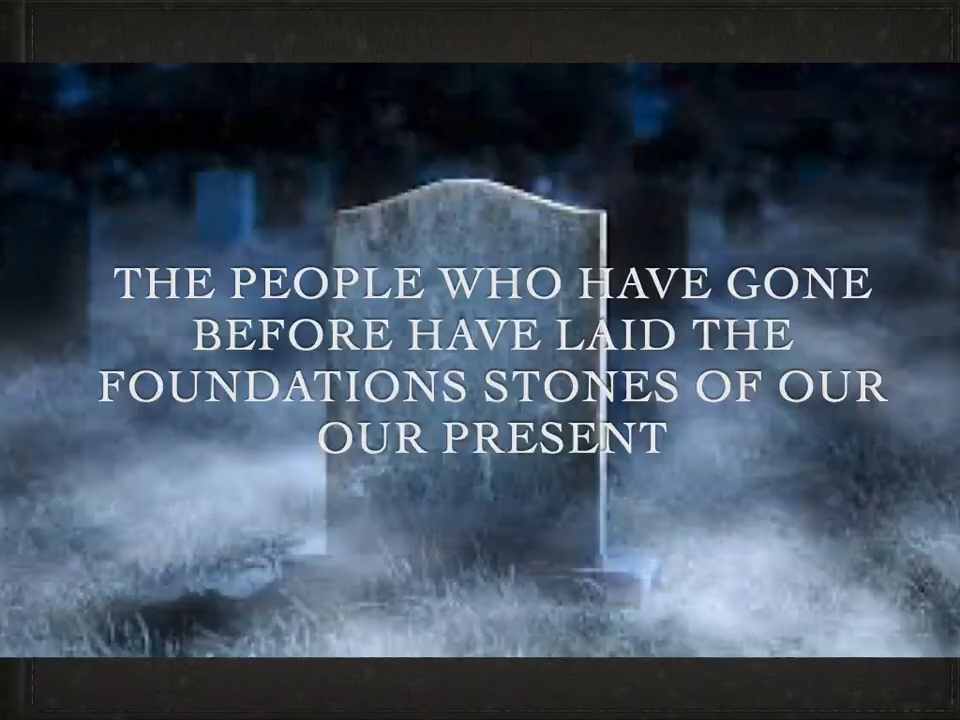 THE PEOPLE WHO HAVE GONE
BEFORE HAVE LAID THE
FOUNDATIONS STONES OF OUR
OUR PRESENT